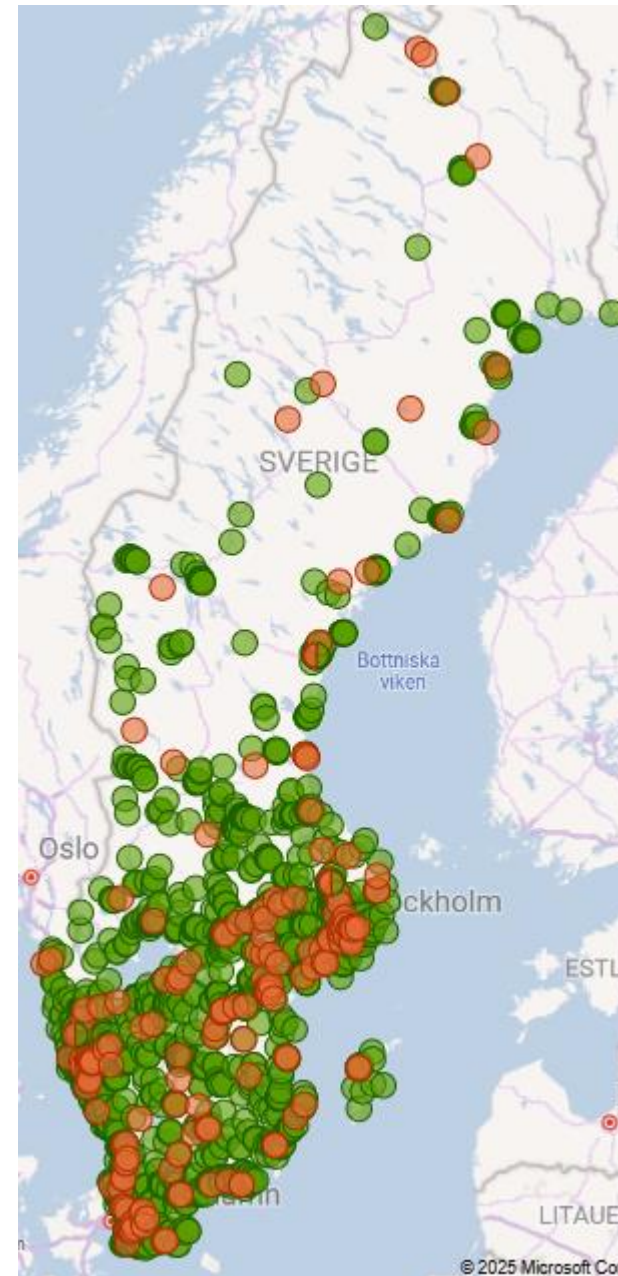 SVERIGE
Bottniska
viken
Oslo
ckholm
ESTL
LITAUE
© 2025 Microsoft Co